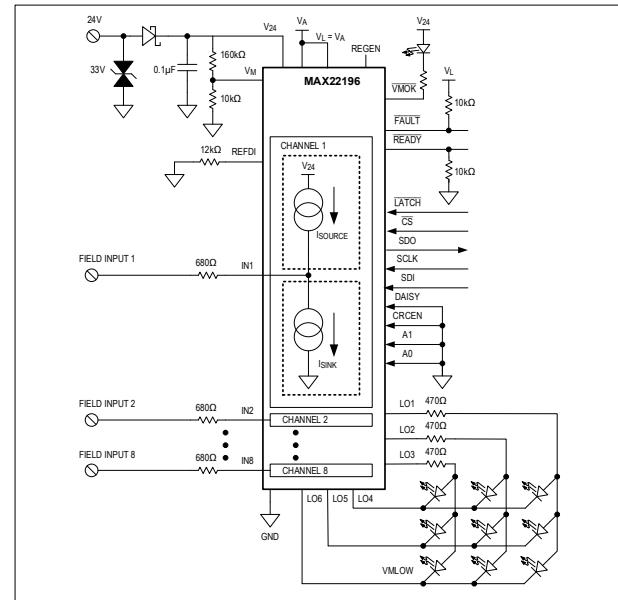 24V
V24
VA
VL = VA
REGEN
V24
33V
0.1µF
160kΩ
VM
10kΩ
MAX22196
VMOK
VL
10kΩ
FAULT
READY
10kΩ
12kΩ
REFDI
CHANNEL 1
V24
ISOURCE
LATCH
CS
SDO
SCLK
SDI
DAISY
CRCEN
A1
A0
FIELD INPUT 1
680Ω
IN1
ISINK
FIELD INPUT 2
680Ω
IN2
CHANNEL 2
FIELD INPUT 8
680Ω
IN8
CHANNEL 8
LO1
470Ω
LO2
470Ω
LO3
470Ω
GND
LO6
LO5
LO4
VMLOW